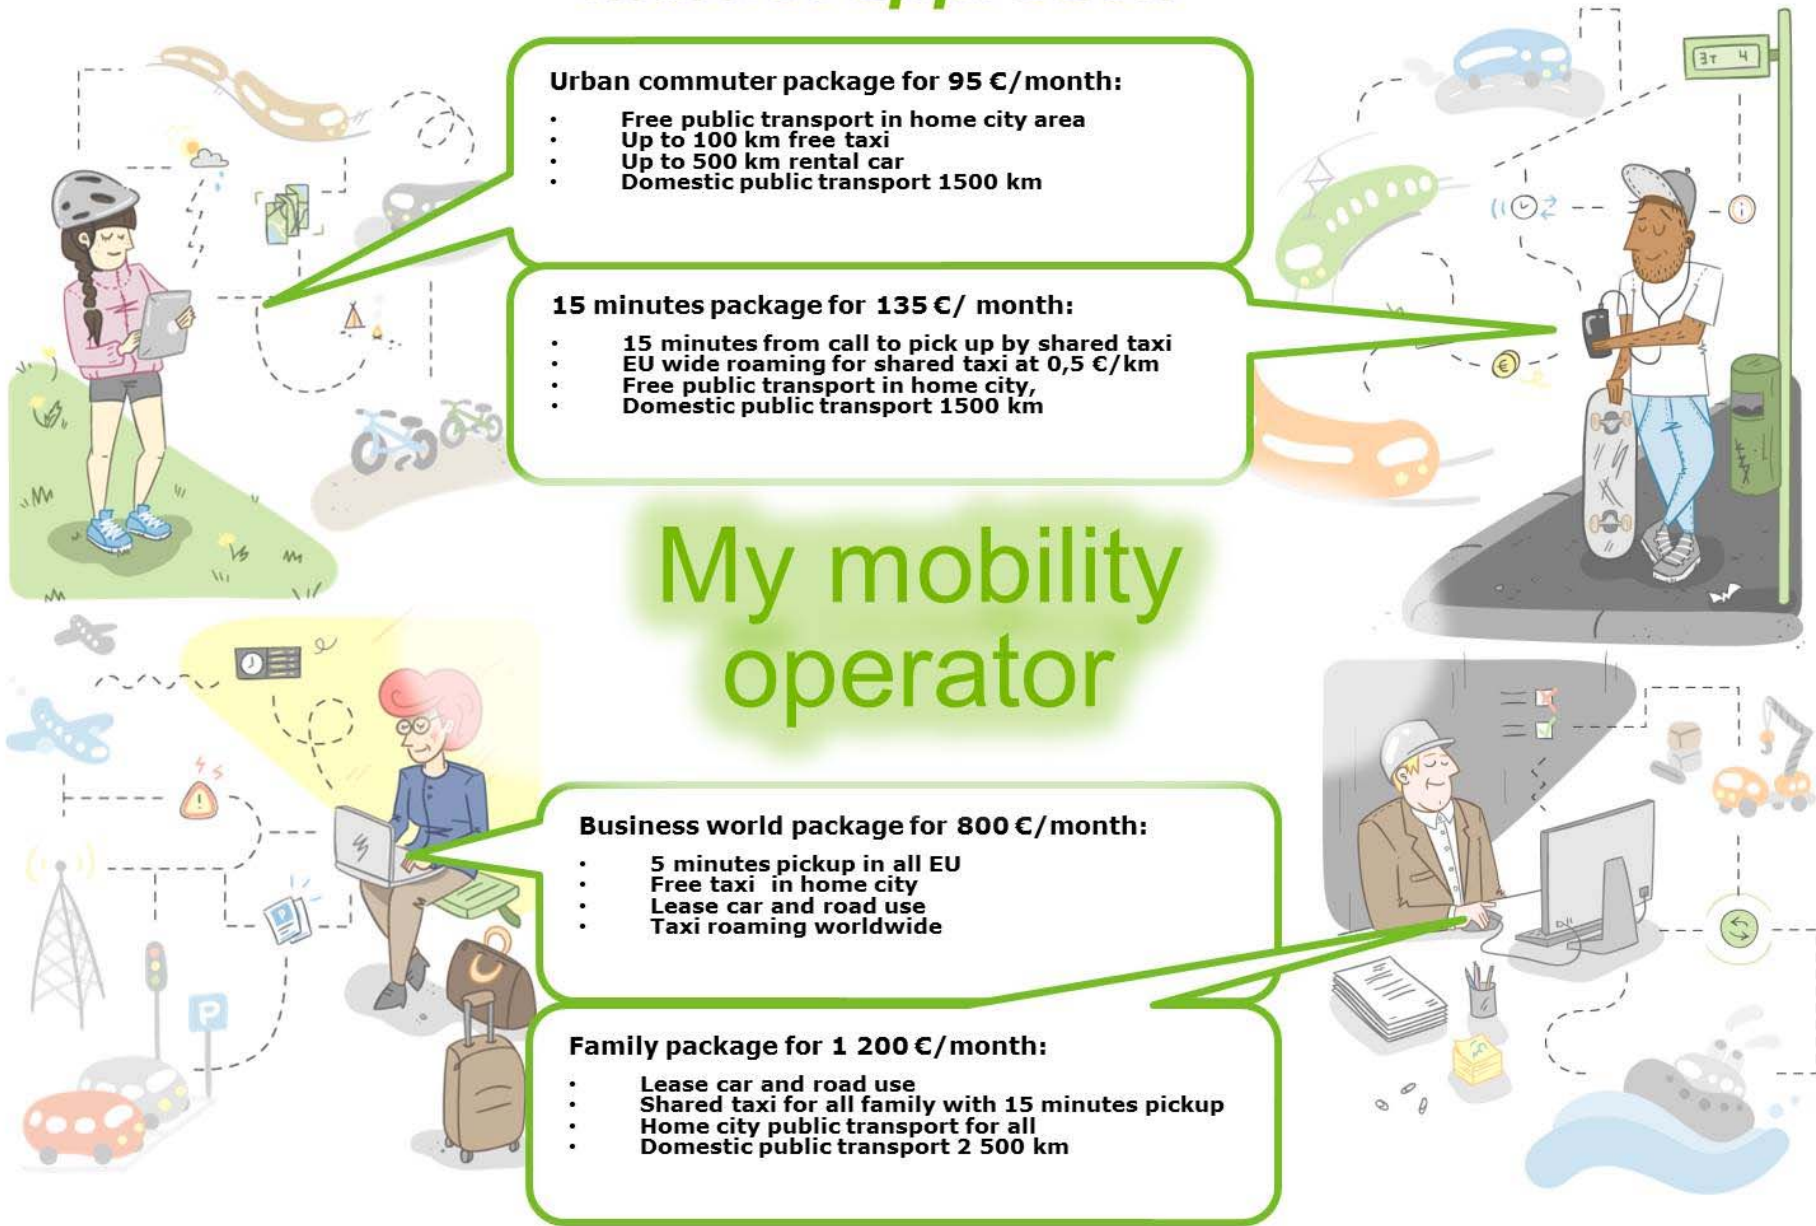 Urban commuter package for 95 €/month:
• Free public transport in home city area
• Up to 100 km free taxi
• Up to 500 km rental car
• Domestic public transport 1500 km
15 minutes package for 135 €/ month:
• 15 minutes from call to pick up by shared taxi
• EU wide roaming for shared taxi at 0,5 €/km
• Free public transport in home city,
• Domestic public transport 1500 km
My mobility
operator
Business world package for 800 €/month:
• 5 minutes pickup in all EU
• Free taxi in home city
• Lease car and road use
• Taxi roaming worldwide
Family package for 1 200 €/month:
• Lease car and road use
• Shared taxi for all family with 15 minutes pickup
• Home city public transport for all
• Domestic public transport 2 500 km
3T 4
P